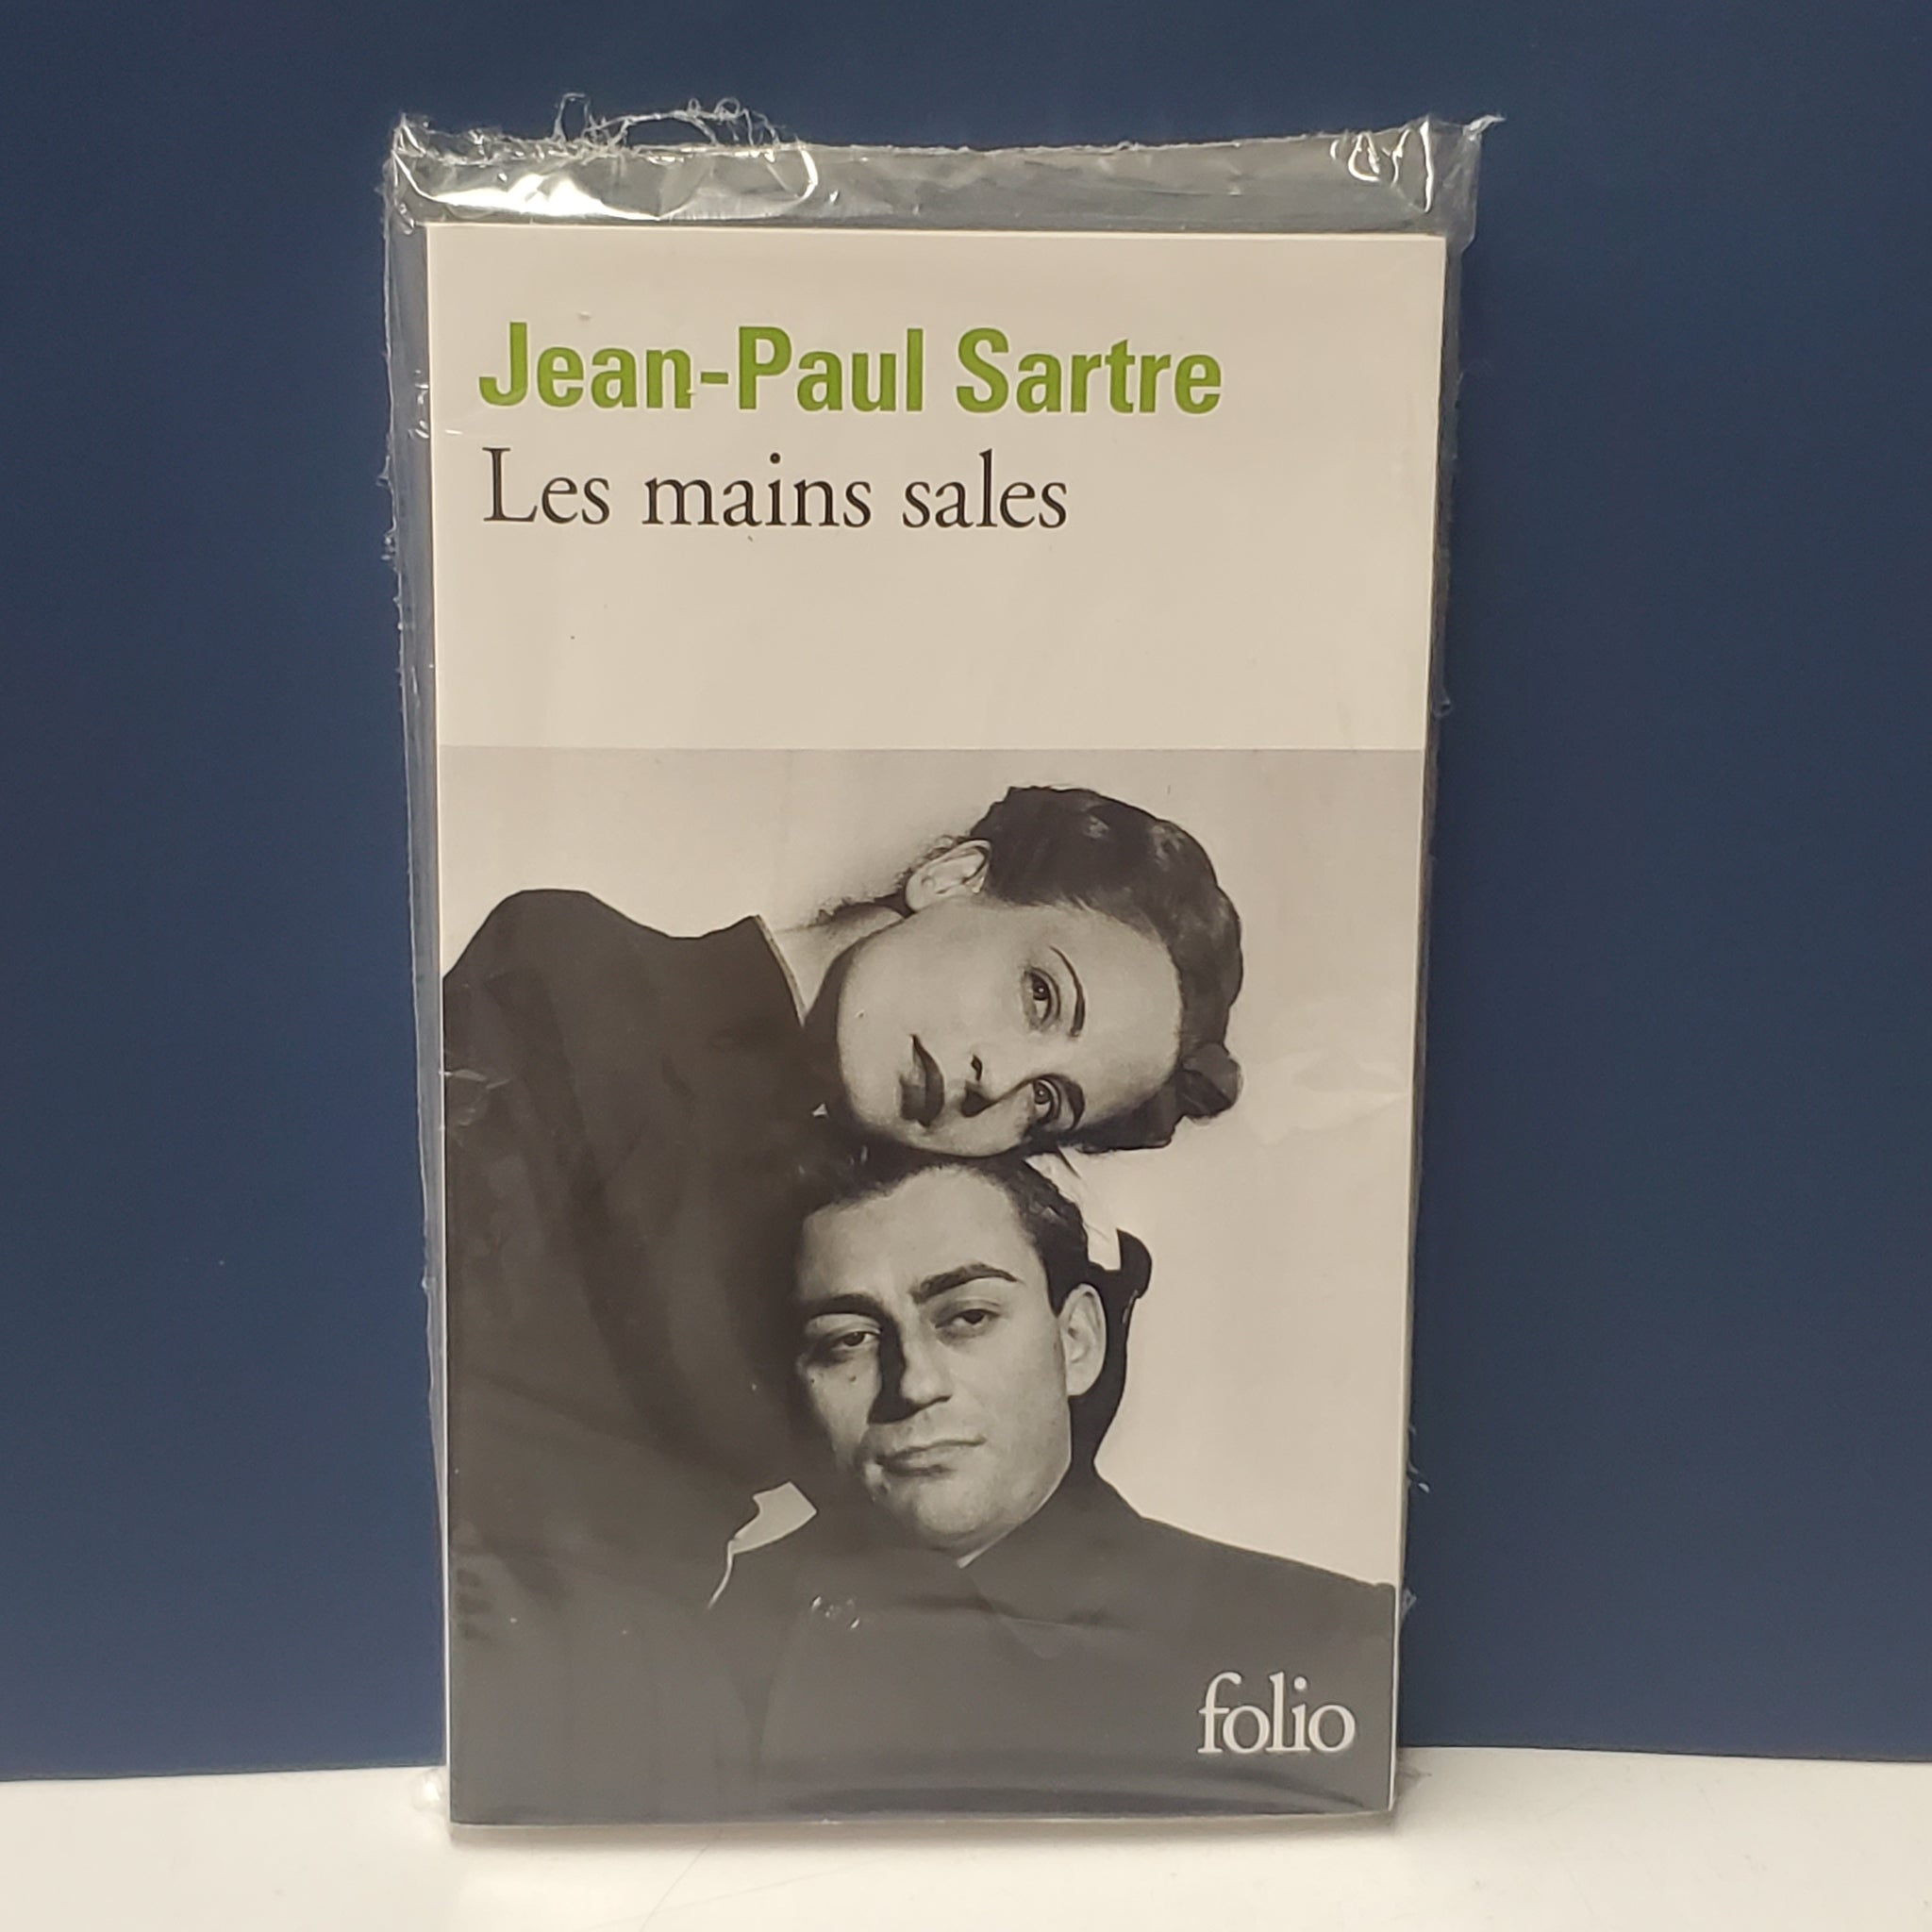 Jean-Paul Sartre
Les mains sales
folio